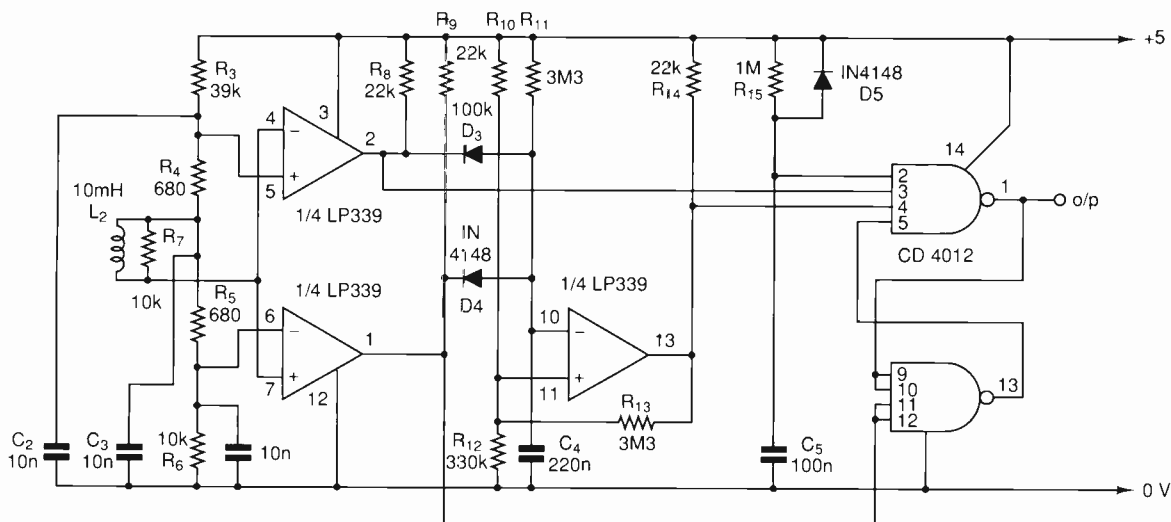 R9 R10 R11
+5
R3
39k
R8
22k
22k
100k
3M3
22k
R14
1M
R15
IN4148
D5
3
4
−
5
+
2
D3
14
R4
680
10mH
L2
R7
10k
1/4 LP339
2
3
4
5
1
o/p
CD 4012
IN
4148
D4
1/4 LP339
1/4 LP339
R5
680
6
−
7
+
12
1
10
−
11
+
13
9
10
11
12
13
C2
10n
C3
10n
10k
R6
10n
R12
330k
C4
220n
R13
3M3
C5
100n
0 V